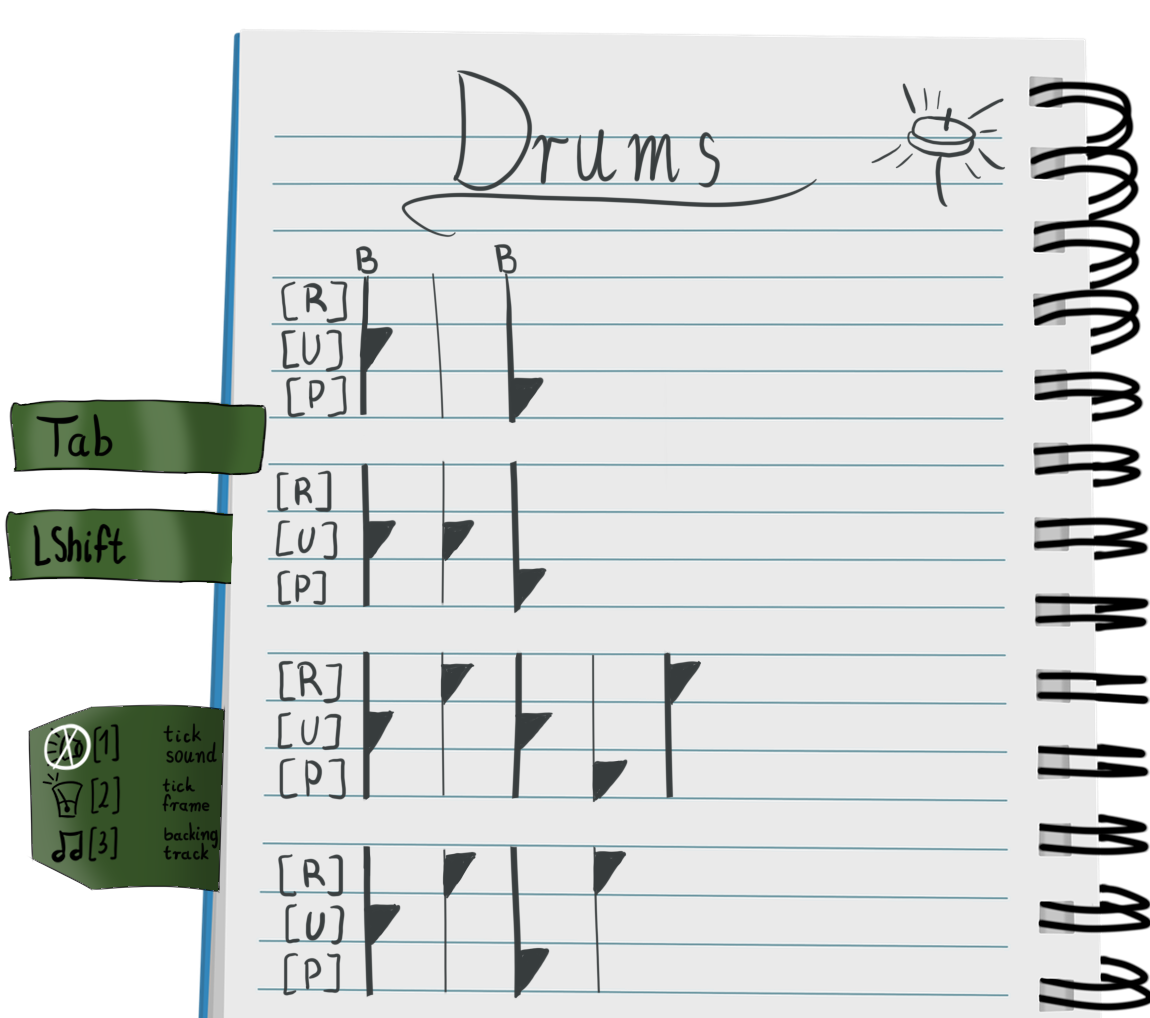 Drums
B B
[R]
[U]
[P]
Tab
[R]
[U]
[P]
LShift
[R]
[U]
[P]
[1] tick sound
[2] tick frame
[3] backing track
[R]
[U]
[P]